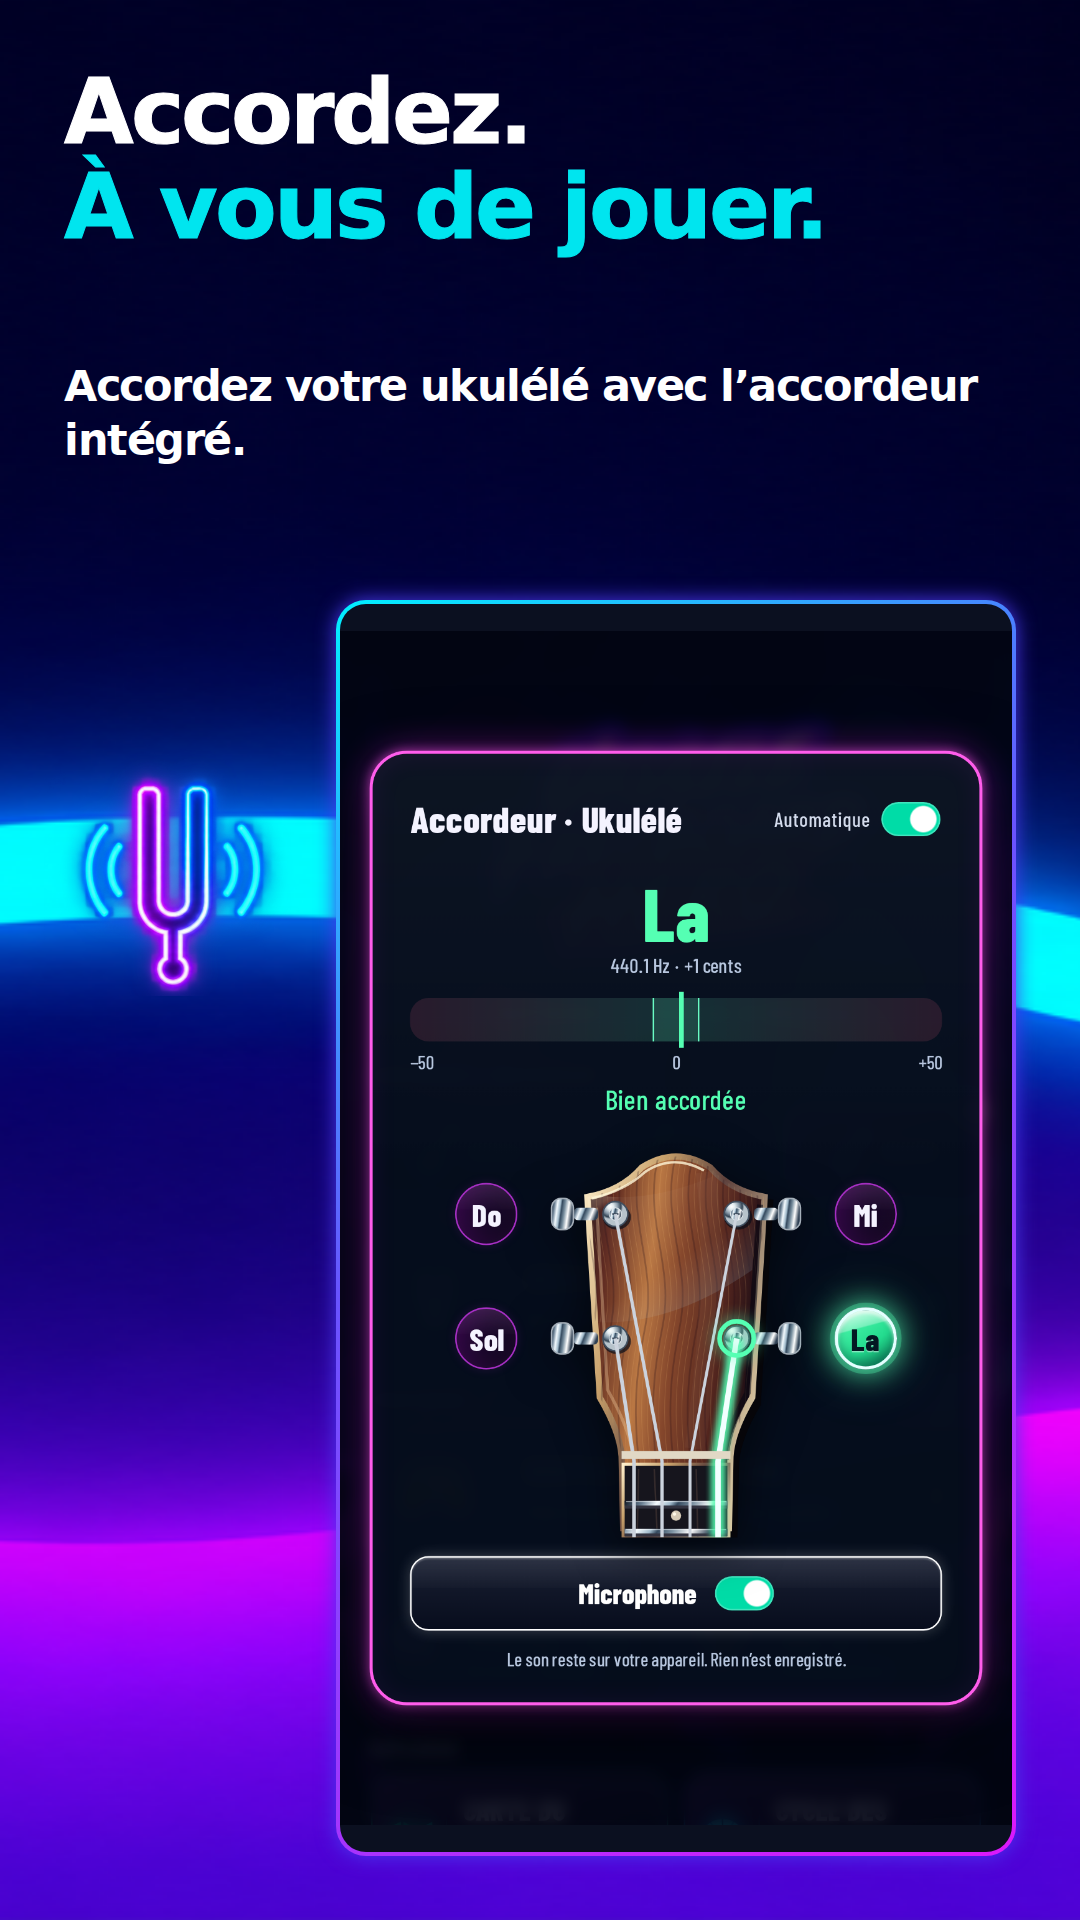 Accordez.
À vous de jouer.
Accordez votre ukulélé avec l’accordeur
intégré.
Accordeur · Ukulélé
Automatique
La
440.1 Hz · +1 cents
−50
0
+50
Bien accordée
Do
Mi
Sol
La
Microphone
Le son reste sur votre appareil. Rien n’est enregistré.